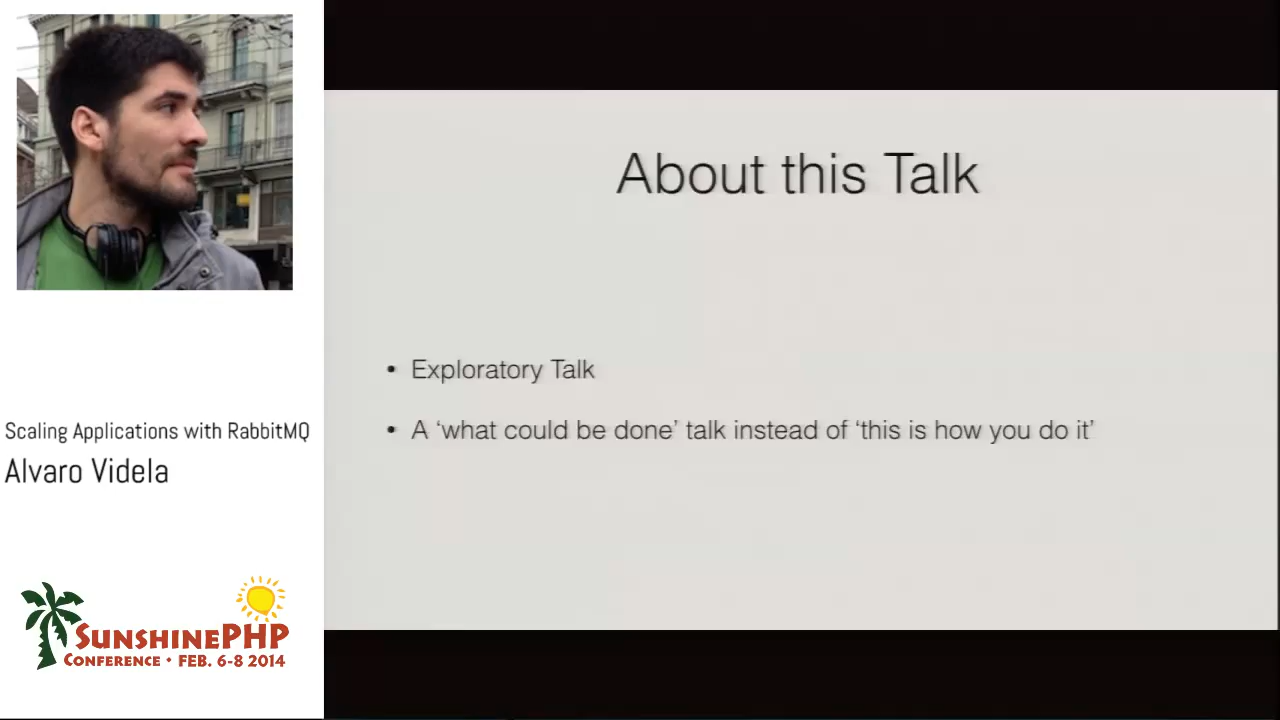 Scaling Applications with RabbitMQ
Alvaro Videla
SUNSHINEPHP
CONFERENCE • FEB. 6-8 2014
About this Talk
• Exploratory Talk
• A ‘what could be done’ talk instead of ‘this is how you do it’